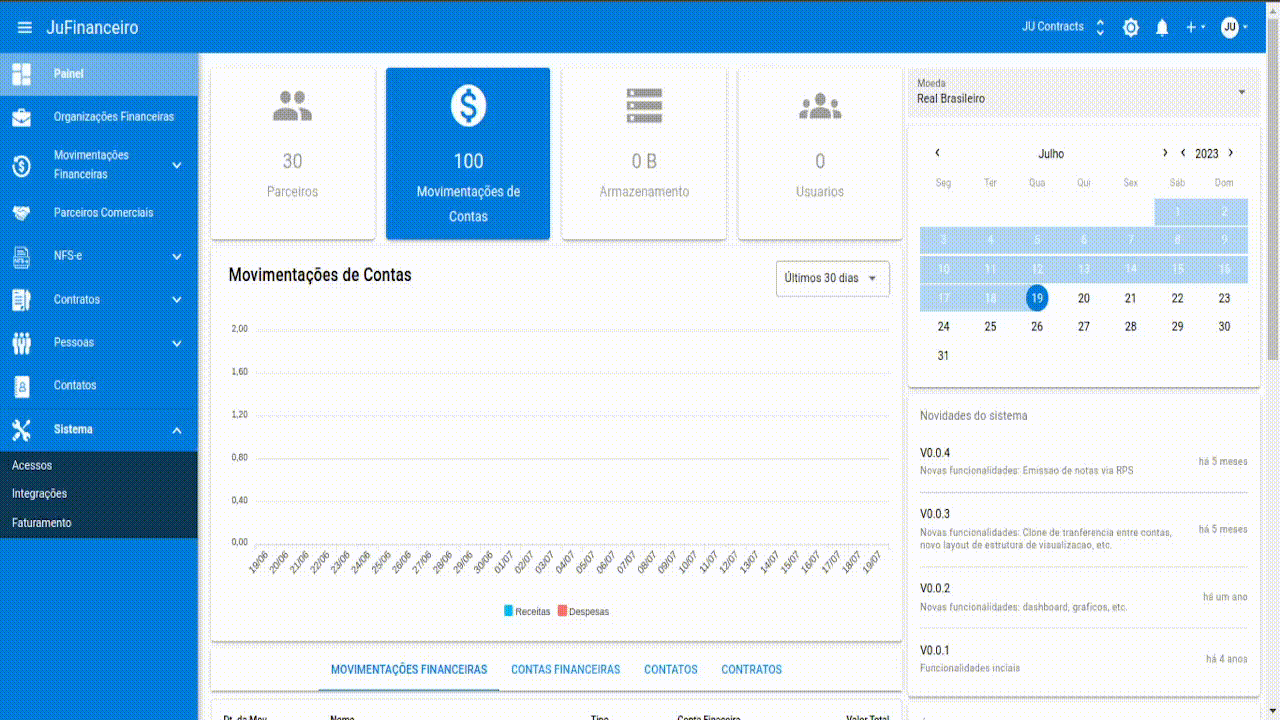 JuFinanceiro
JU Contracts
JU
Painel
Organizações Financeiras
Movimentações
Financeiras
Parceiros Comerciais
NFS-e
Contratos
Pessoas
Contatos
Sistema
Acessos
Integrações
Faturamento
30
Parceiros
100
Movimentações de
Contas
0 B
Armazenamento
0
Usuarios
Movimentações de Contas
Últimos 30 dias
2,00
1,60
1,20
0,80
0,40
0,00
19/06 20/06 21/06 22/06 23/06 24/06 25/06 26/06 27/06 28/06 29/06 30/06 01/07 02/07 03/07 04/07 05/07 06/07 07/07 08/07 09/07 10/07 11/07 12/07 13/07 14/07 15/07 16/07 17/07 18/07 19/07
Receitas Despesas
MOVIMENTAÇÕES FINANCEIRAS CONTAS FINANCEIRAS CONTATOS CONTRATOS
Dt. da Mov Nome Tipo Conta Finaceira Valor Total
Moeda
Real Brasileiro
Julho 2023
Seg Ter Qua Qui Sex Sáb Dom
1 2
3 4 5 6 7 8 9
10 11 12 13 14 15 16
17 18 19 20 21 22 23
24 25 26 27 28 29 30
31
Novidades do sistema
V0.0.4
Novas funcionalidades: Emissao de notas via RPS
há 5 meses
V0.0.3
Novas funcionalidades: Clone de tranferencia entre contas,
novo layout de estrutura de visualizacao, etc.
há 5 meses
V0.0.2
Novas funcionalidades: dashboard, graficos, etc.
há um ano
V0.0.1
Funcionalidades inciais
há 4 anos